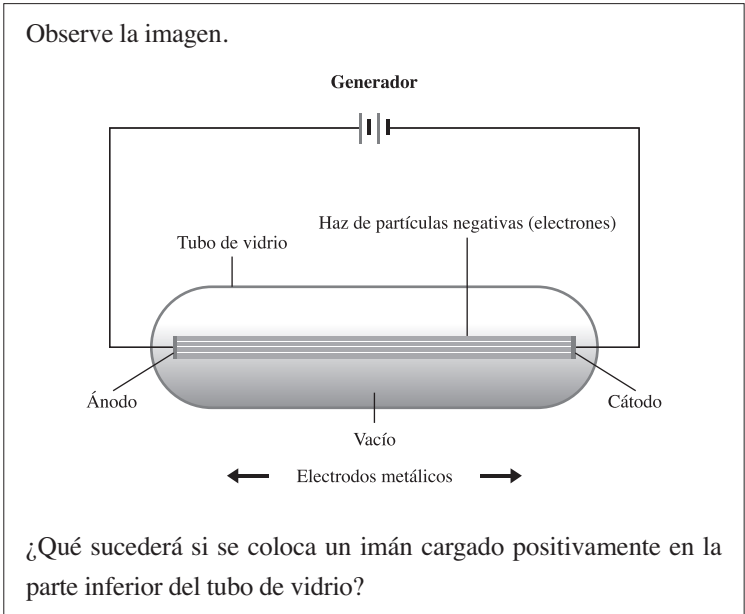 Observe la imagen.
Generador
Haz de partículas negativas (electrones)
Tubo de vidrio
Ánodo
Cátodo
Vacío
Electrodos metálicos
¿Qué sucederá si se coloca un imán cargado positivamente en la
parte inferior del tubo de vidrio?